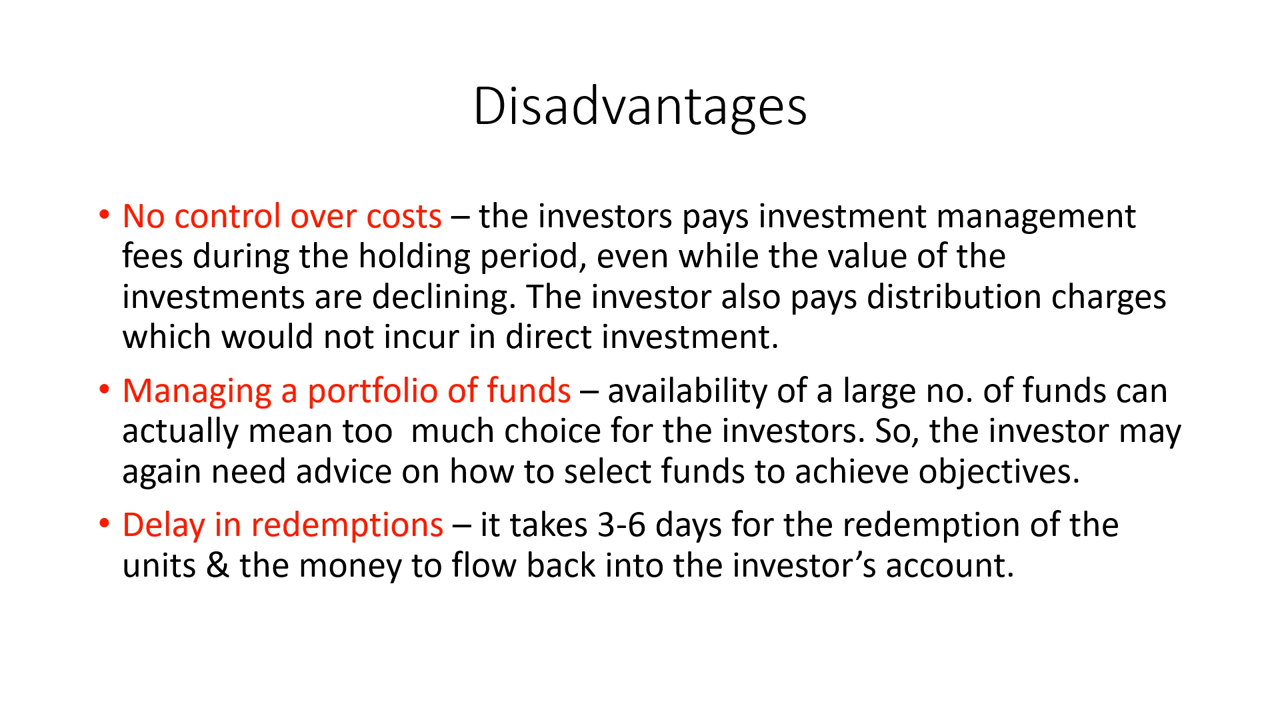 Disadvantages
• No control over costs – the investors pays investment management
fees during the holding period, even while the value of the
investments are declining. The investor also pays distribution charges
which would not incur in direct investment.
• Managing a portfolio of funds – availability of a large no. of funds can
actually mean too  much choice for the investors. So, the investor may
again need advice on how to select funds to achieve objectives.
• Delay in redemptions – it takes 3-6 days for the redemption of the
units & the money to flow back into the investor’s account.